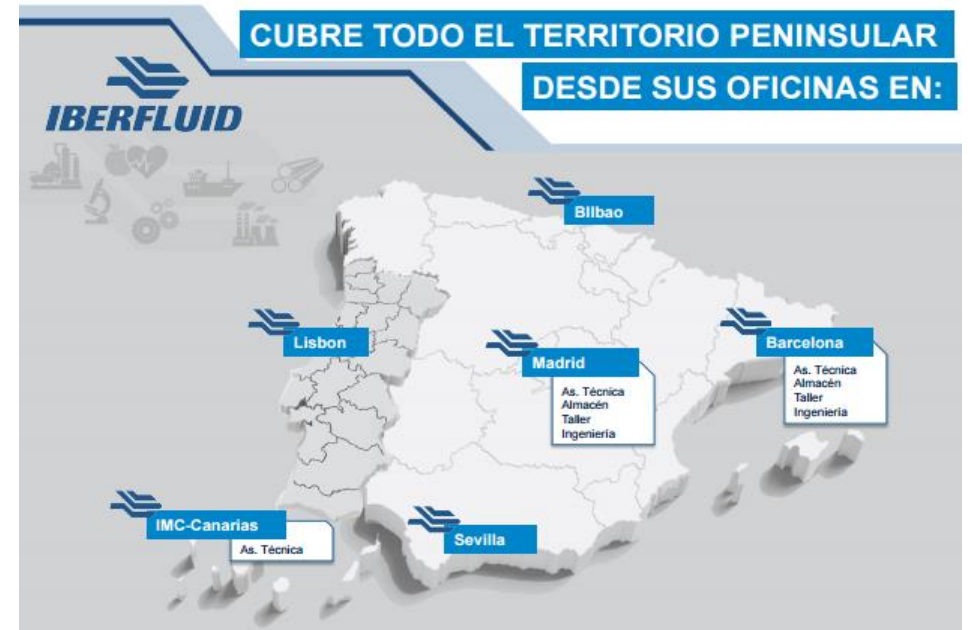 CUBRE TODO EL TERRITORIO PENINSULAR
DESDE SUS OFICINAS EN:
IBERFLUID
BIlbao
Lisbon
Madrid
As. Técnica
Almacén
Taller
Ingeniería
Barcelona
As. Técnica
Almacén
Taller
Ingeniería
IMC-Canarias
As. Técnica
Sevilla